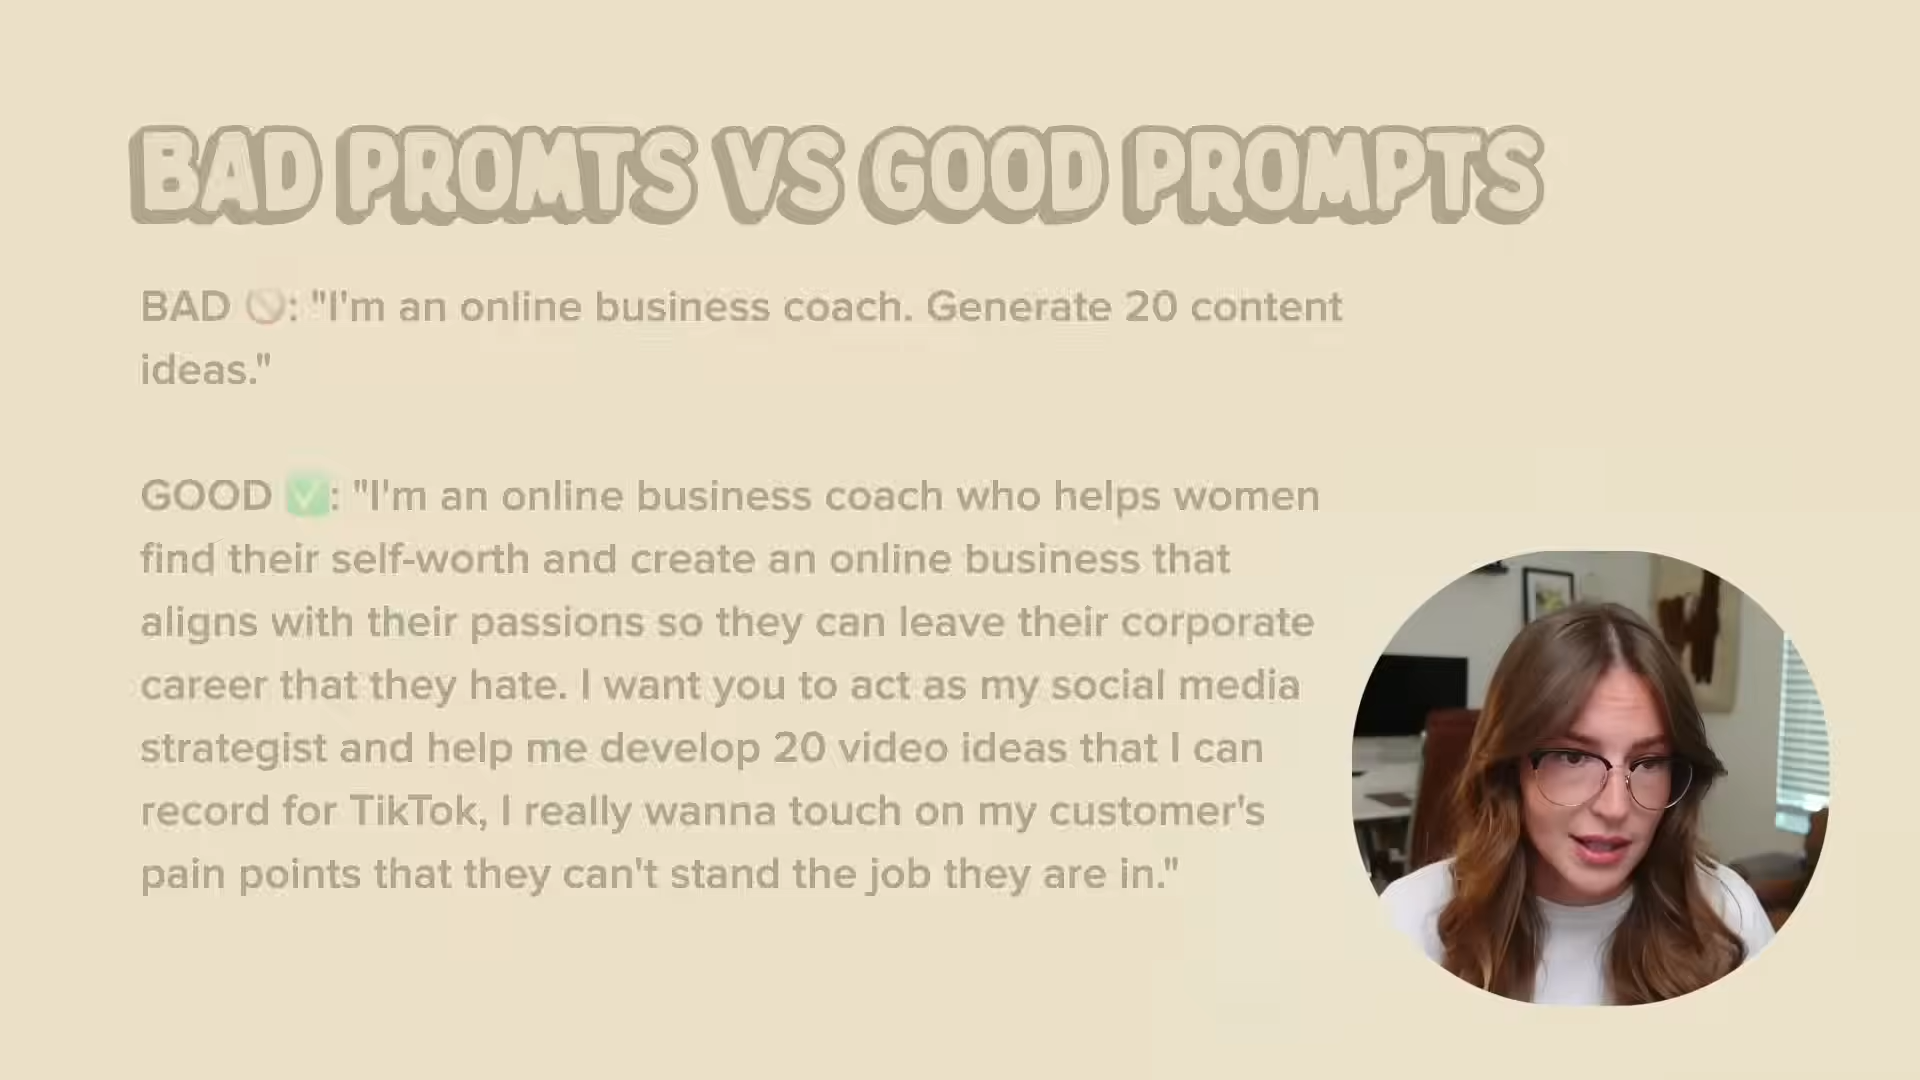 BAD PROMTS VS GOOD PROMPTS
BAD 🚫: "I'm an online business coach. Generate 20 content
ideas."
GOOD ✅: "I'm an online business coach who helps women
find their self-worth and create an online business that
aligns with their passions so they can leave their corporate
career that they hate. I want you to act as my social media
strategist and help me develop 20 video ideas that I can
record for TikTok, I really wanna touch on my customer's
pain points that they can't stand the job they are in."